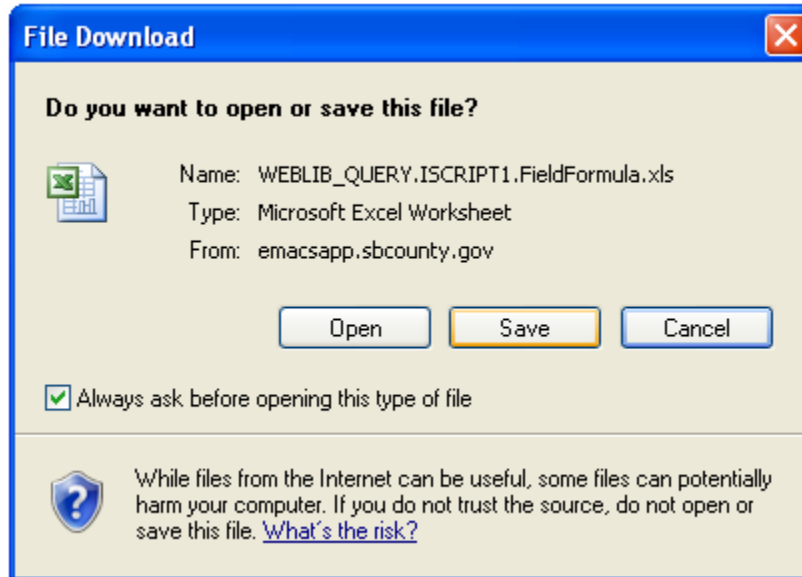 File Download
Do you want to open or save this file?
Name: WEBLIB_QUERY.ISCRIPT1.FieldFormula.xls
Type: Microsoft Excel Worksheet
From: emacsapp.sbcounty.gov
Open Save Cancel
Always ask before opening this type of file
While files from the Internet can be useful, some files can potentially
harm your computer. If you do not trust the source, do not open or
save this file. What's the risk?